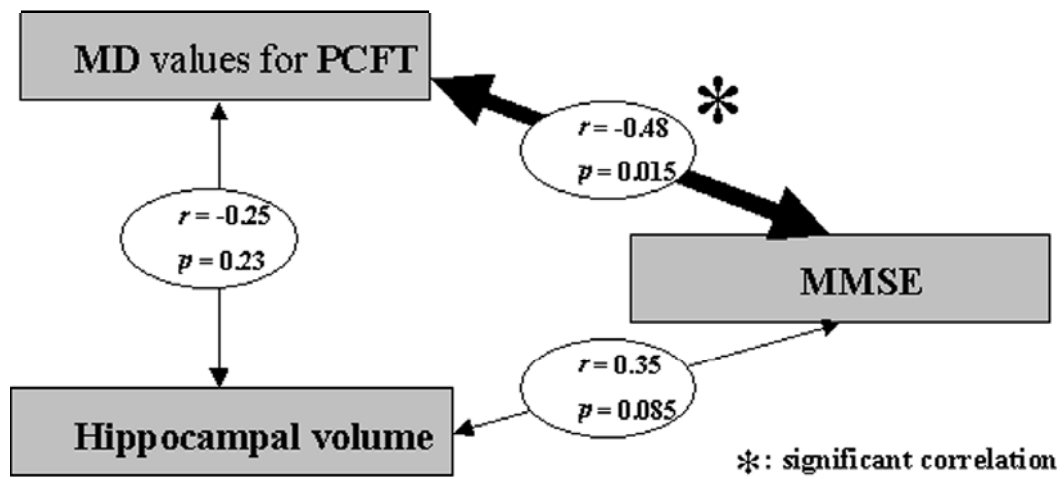 MD values for PCFT
*
r = -0.48
p = 0.015
r = -0.25
p = 0.23
MMSE
r = 0.35
p = 0.085
Hippocampal volume
*: significant correlation